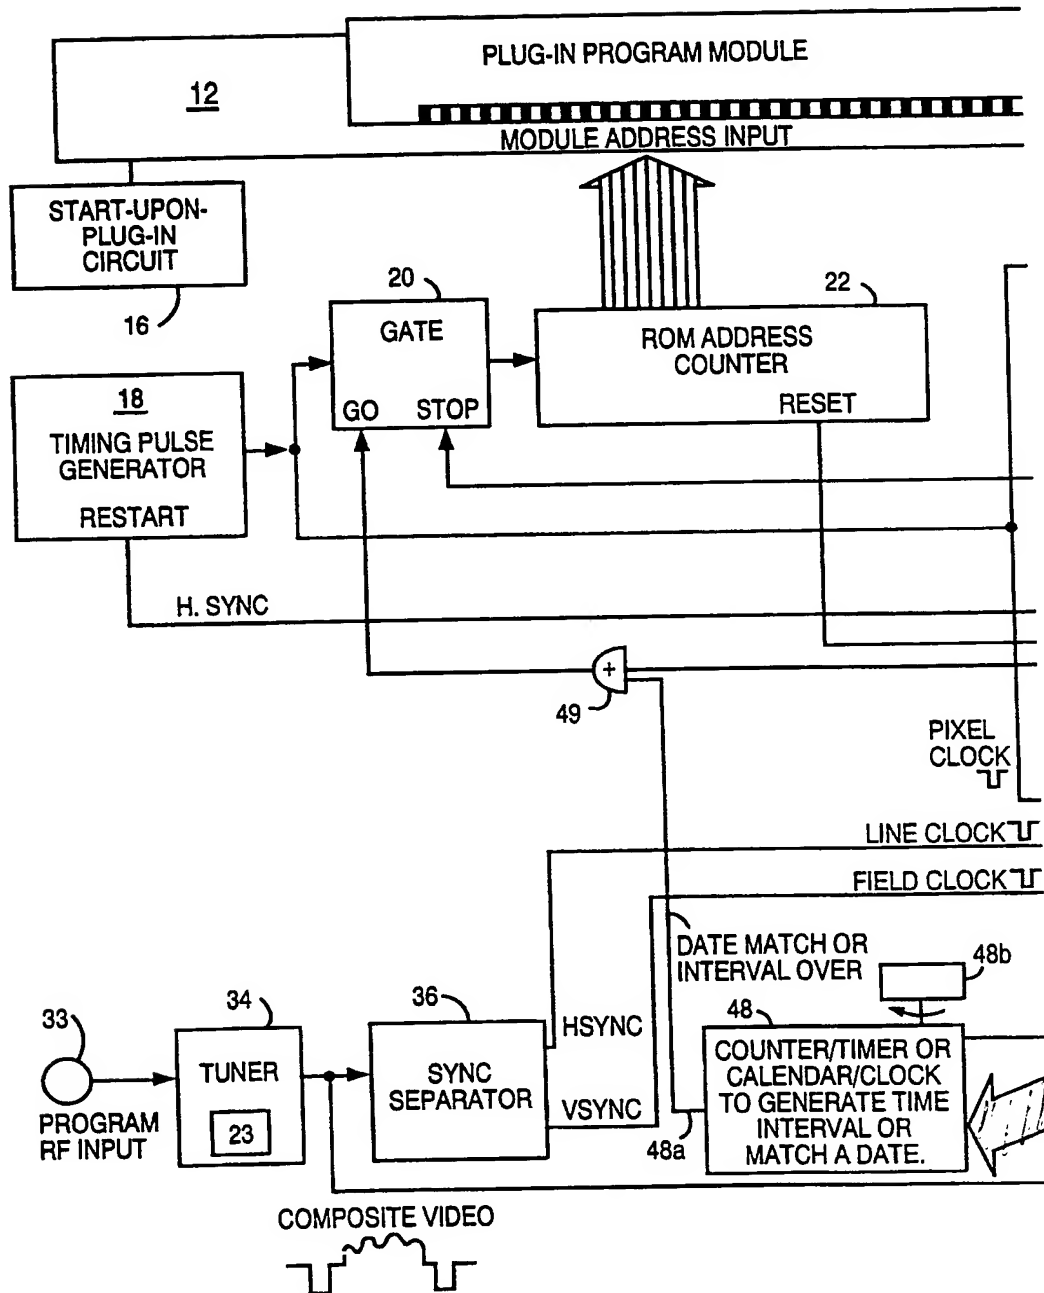 PLUG-IN PROGRAM MODULE
12
MODULE ADDRESS INPUT
START-UPON-
PLUG-IN
CIRCUIT
16
20
GATE
GO STOP
22
ROM ADDRESS
COUNTER
RESET
18
TIMING PULSE
GENERATOR
RESTART
H. SYNC
+
49
PIXEL
CLOCK
LINE CLOCK
FIELD CLOCK
DATE MATCH OR
INTERVAL OVER
48b
33
PROGRAM
RF INPUT
34
TUNER
23
36
SYNC
SEPARATOR
HSYNC
VSYNC
48
COUNTER/TIMER OR
CALENDAR/CLOCK
TO GENERATE TIME
INTERVAL OR
MATCH A DATE.
48a
COMPOSITE VIDEO